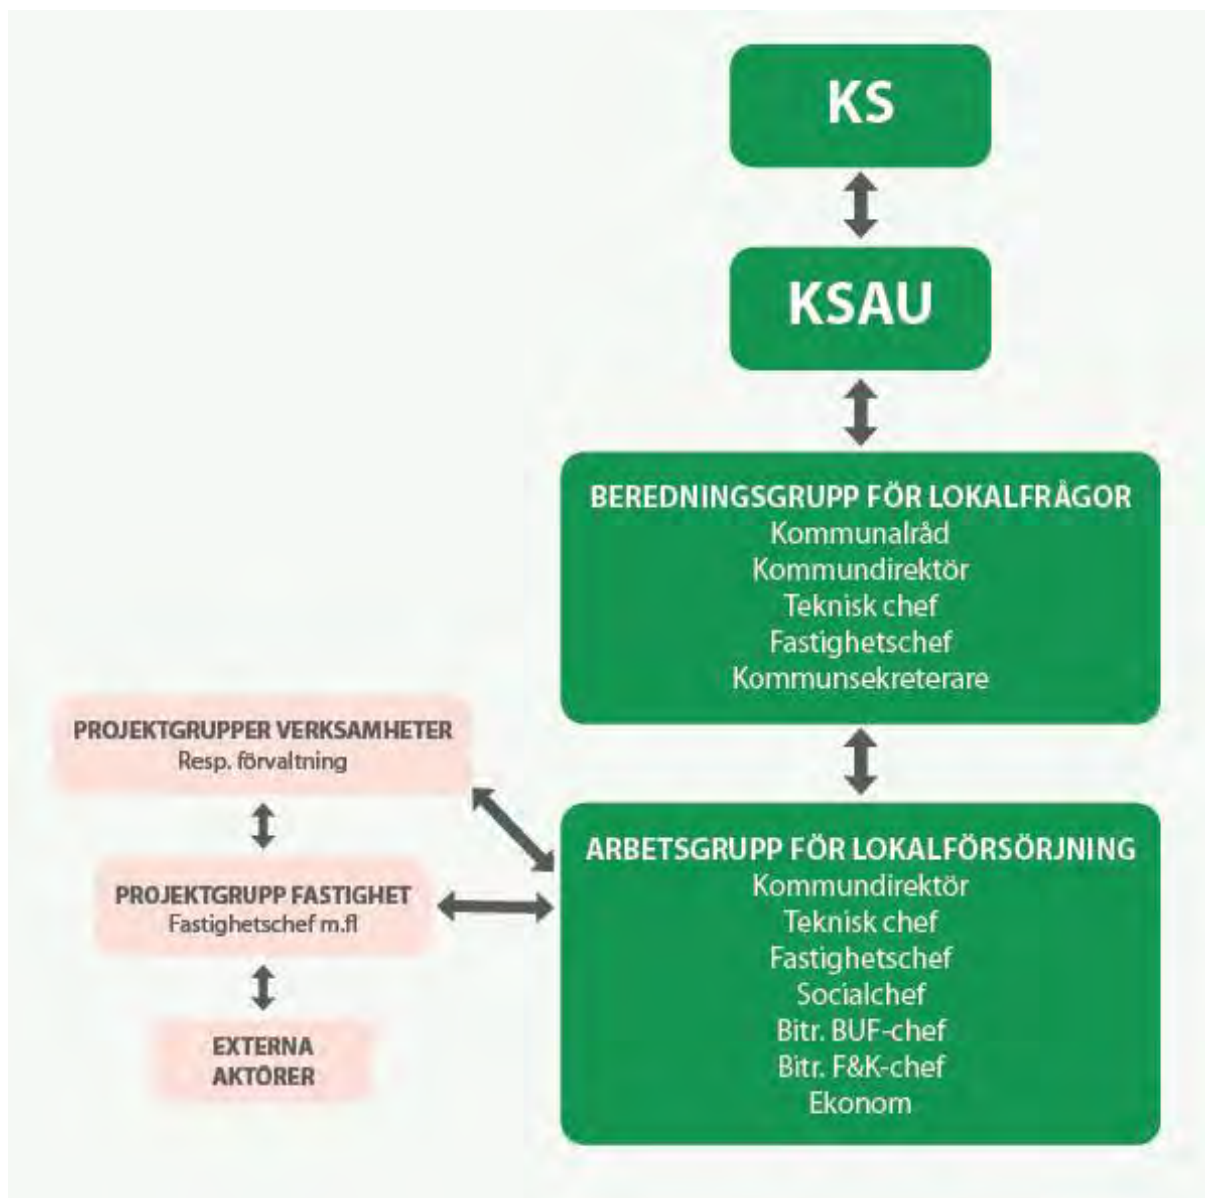 KS
KSAU
BEREDNINGSGRUPP FÖR LOKALFRÅGOR
Kommunalråd
Kommundirektör
Teknisk chef
Fastighetschef
Kommunsekreterare
PROJEKTGRUPPER VERKSAMHETER
Resp. förvaltning
PROJEKTGRUPP FASTIGHET
Fastighetschef m.fl
EXTERNA
AKTÖRER
ARBETSGRUPP FÖR LOKALFÖRSÖRJNING
Kommundirektör
Teknisk chef
Fastighetschef
Socialchef
Bitr. BUF-chef
Bitr. F&K-chef
Ekonom